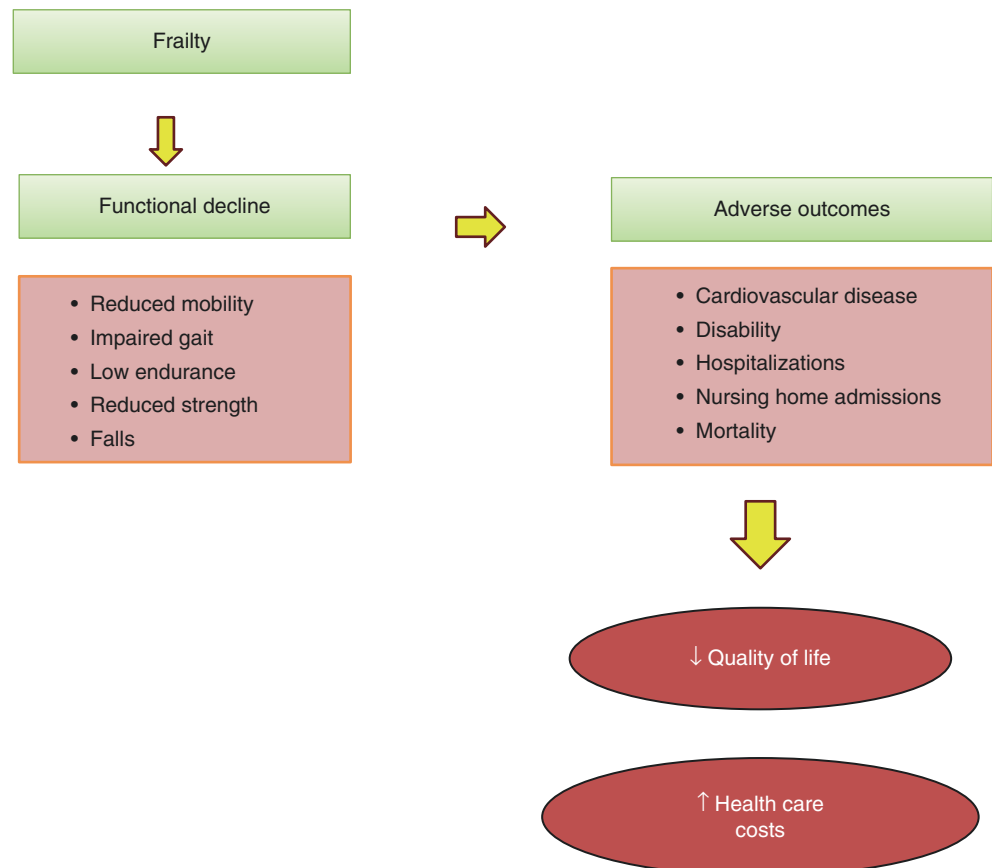 Frailty
Functional decline
• Reduced mobility
• Impaired gait
• Low endurance
• Reduced strength
• Falls
Adverse outcomes
• Cardiovascular disease
• Disability
• Hospitalizations
• Nursing home admissions
• Mortality
↓ Quality of life
↑ Health care
costs